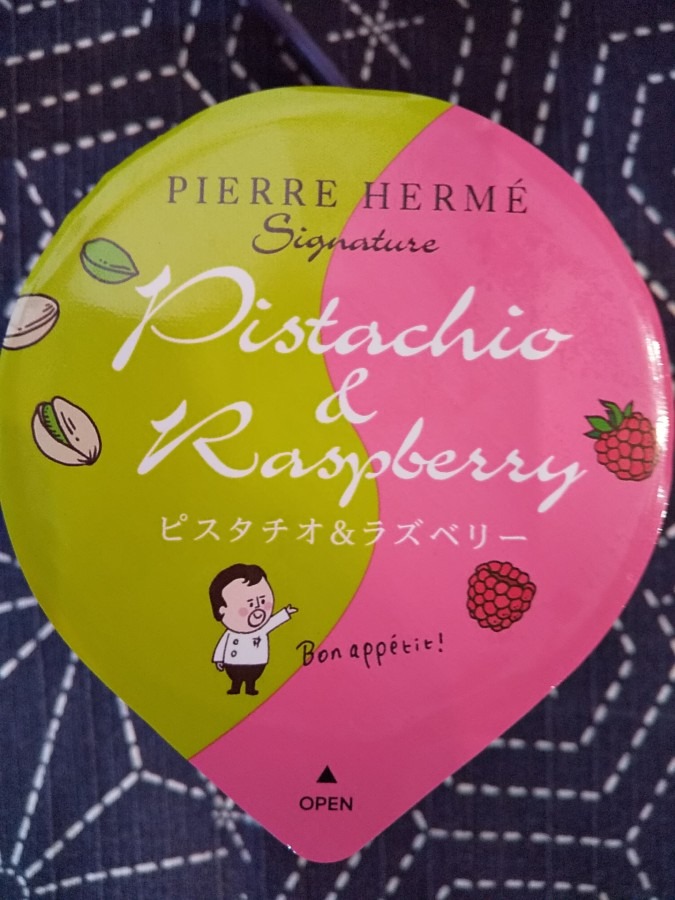 PIERRE HERMÉ
Signature
Pistachio
&
Raspberry
ピスタチオ&ラズベリー
Bon appétit!
▲
OPEN